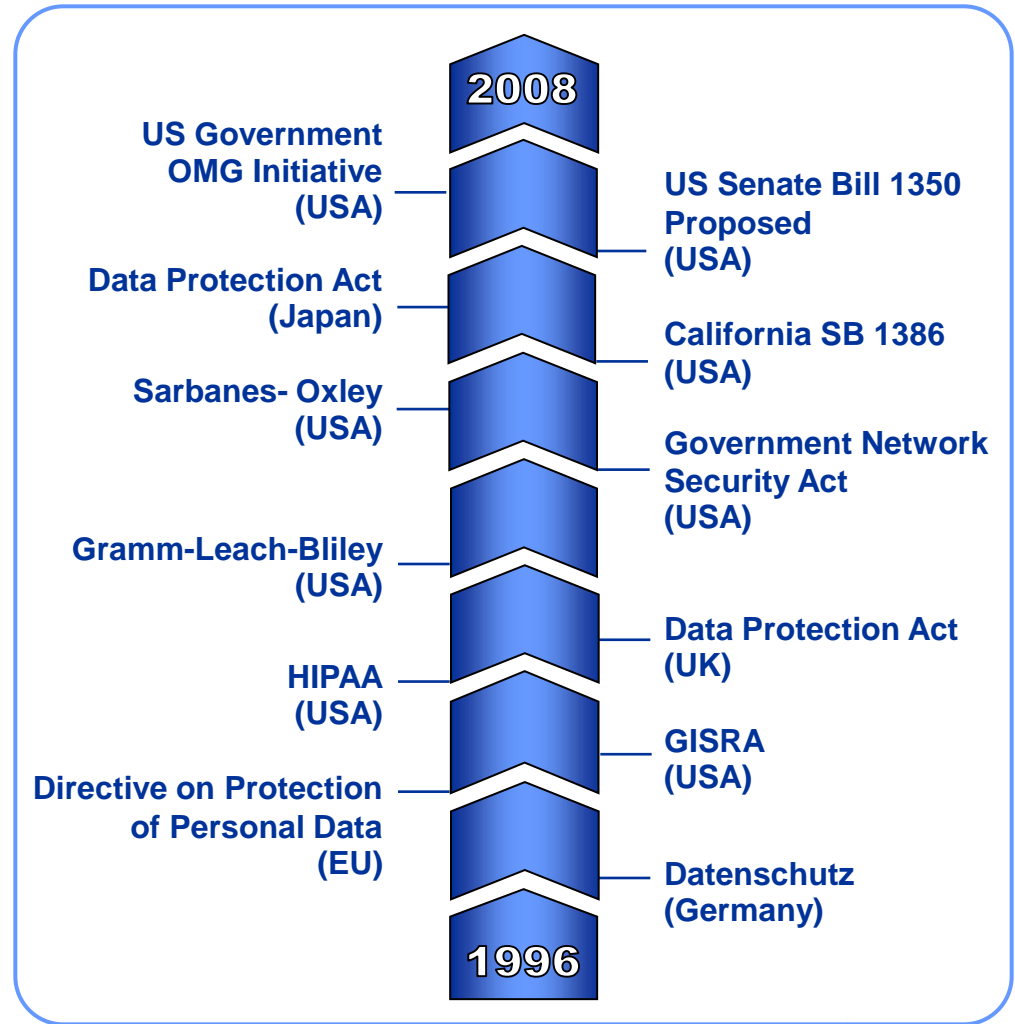 2008
US Government
OMG Initiative
(USA)
US Senate Bill 1350
Proposed
(USA)
Data Protection Act
(Japan)
California SB 1386
(USA)
Sarbanes- Oxley
(USA)
Government Network
Security Act
(USA)
Gramm-Leach-Bliley
(USA)
Data Protection Act
(UK)
HIPAA
(USA)
GISRA
(USA)
Directive on Protection
of Personal Data
(EU)
Datenschutz
(Germany)
1996